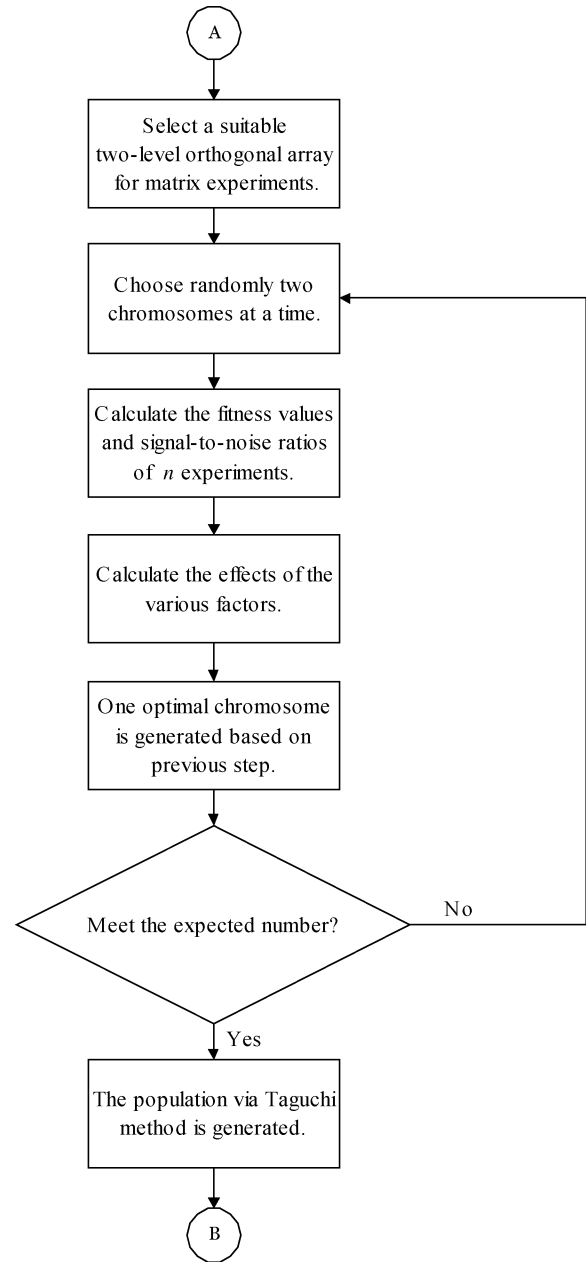 A
Select a suitable
two-level orthogonal array
for matrix experiments.
Choose randomly two
chromosomes at a time.
Calculate the fitness values
and signal-to-noise ratios
of n experiments.
Calculate the effects of the
various factors.
One optimal chromosome
is generated based on
previous step.
Meet the expected number?
No
Yes
The population via Taguchi
method is generated.
B